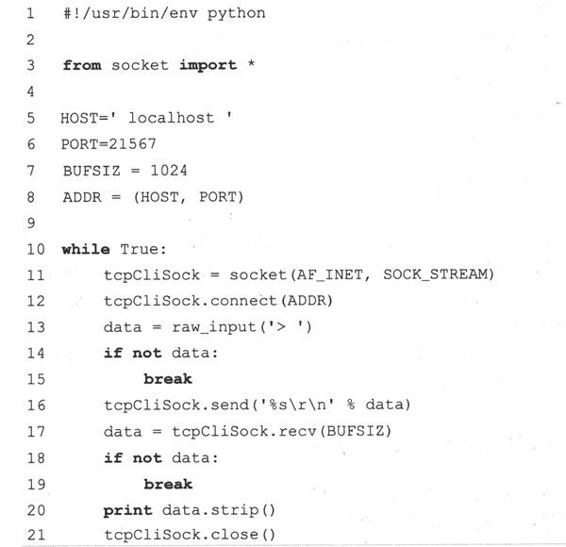 1 #!/usr/bin/env python
2
3 from socket import *
4
5 HOST=' localhost '
6 PORT=21567
7 BUFSIZ = 1024
8 ADDR = (HOST, PORT)
9
10 while True:
11     tcpCliSock = socket(AF_INET, SOCK_STREAM)
12     tcpCliSock.connect(ADDR)
13     data = raw_input('> ')
14     if not data:
15         break
16     tcpCliSock.send('%s\r\n' % data)
17     data = tcpCliSock.recv(BUFSIZ)
18     if not data:
19         break
20     print data.strip()
21     tcpCliSock.close()